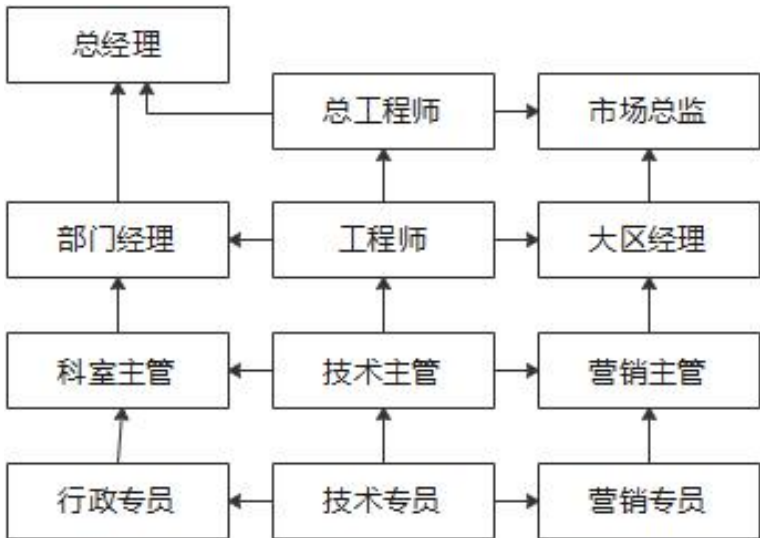 总经理
总工程师
市场总监
部门经理
工程师
大区经理
科室主管
技术主管
营销主管
行政专员
技术专员
营销专员